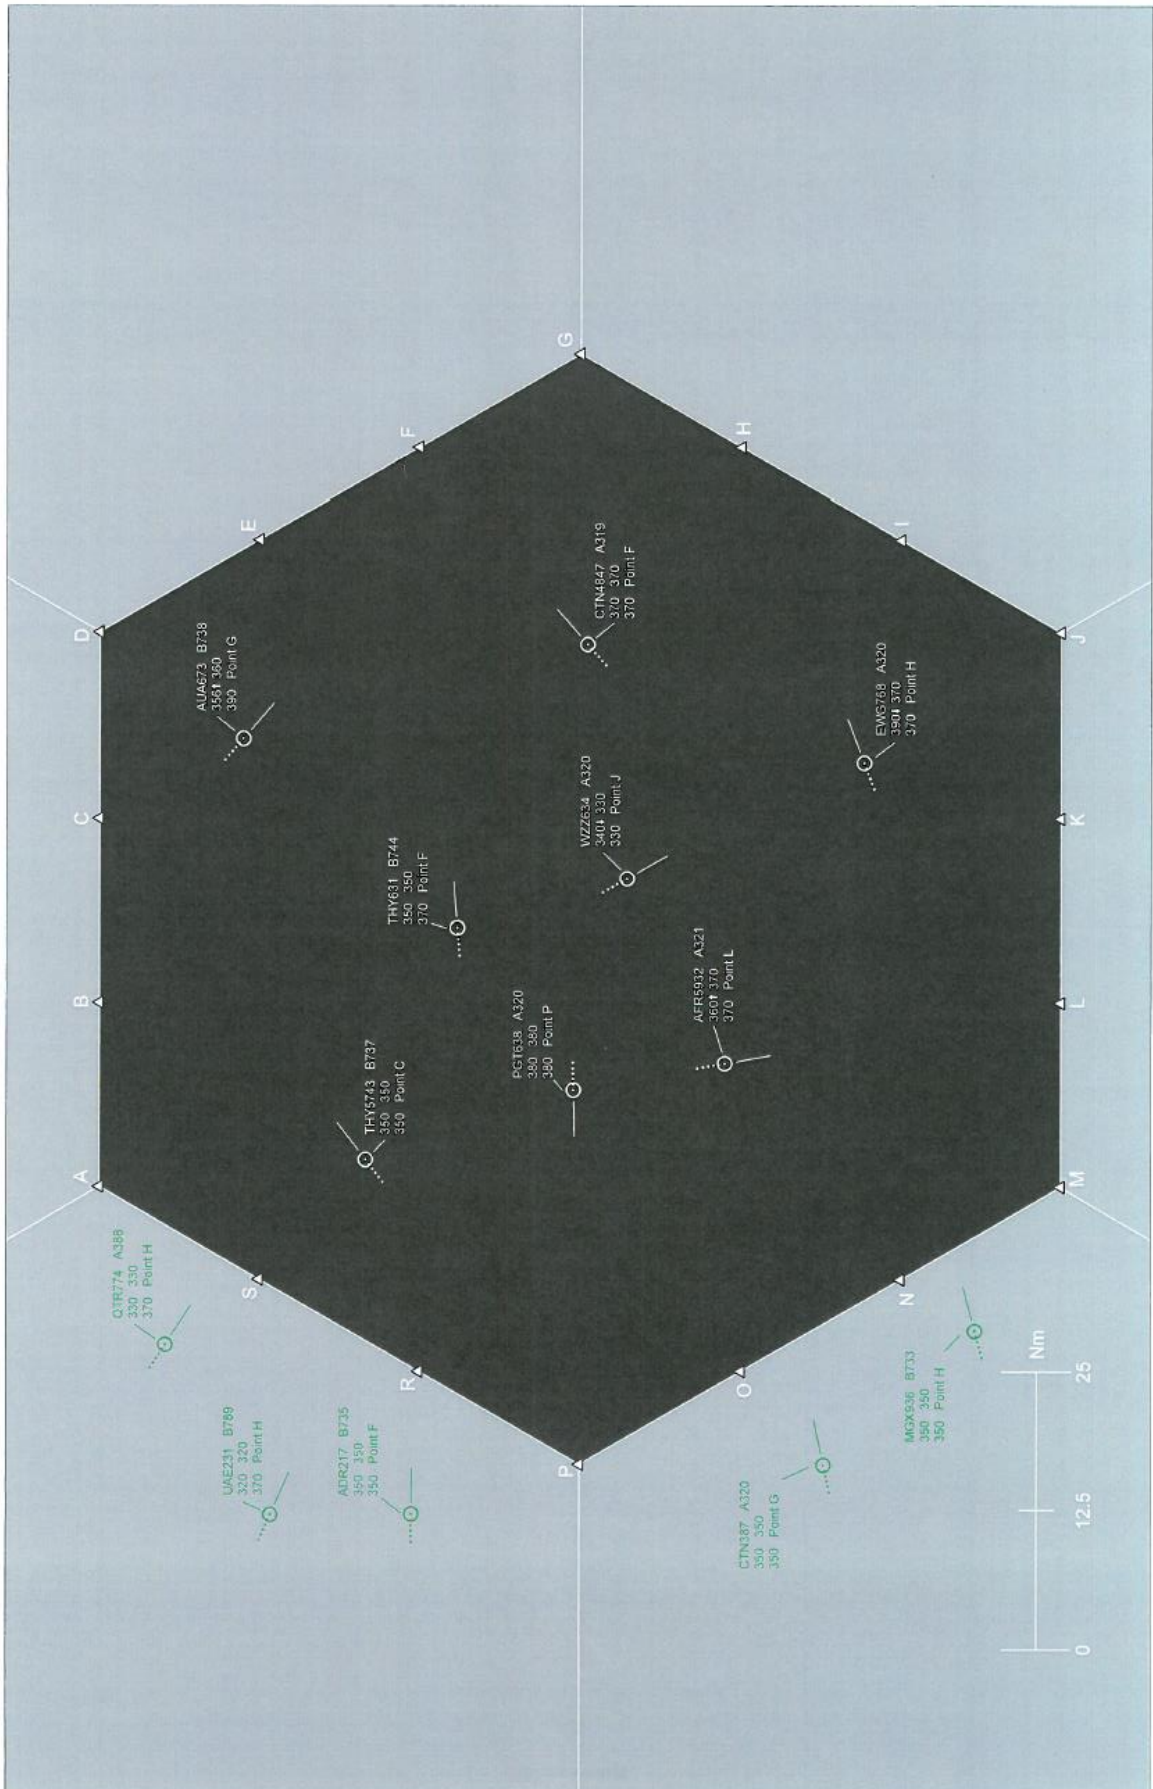 A
B
C
D
E
F
G
H
I
J
K
L
M
N
O
P
R
S
AUA673 B738
356⬆ 360
390 Point G
CTN4847 A319
370 370
370 Point F
EWG768 A320
390⬇ 370
370 Point H
WZZ634 A320
340⬇ 330
330 Point J
THY631 B744
350 350
370 Point F
AFR5932 A321
360⬆ 370
370 Point L
PGT638 A320
380 380
380 Point P
THY5743 B737
350 350
350 Point C
QTR774 A388
330 330
370 Point H
UAE231 B789
320 320
370 Point H
ADR217 B735
350 350
350 Point F
CTN387 A320
350 350
350 Point G
MGX936 B733
350 350
350 Point H
0 12.5 25
Nm